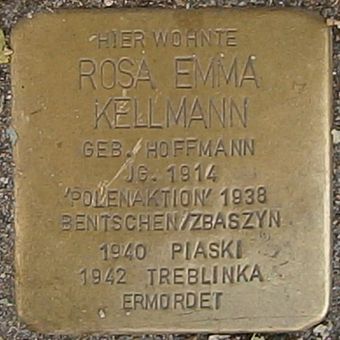 HIER WOHNTE
ROSA EMMA
KELLMANN
GEB. HOFFMANN
JG. 1914
'POLENAKTION' 1938
BENTSCHEN/ZBASZYN
1940 PIASKI
1942 TREBLINKA
ERMORDET